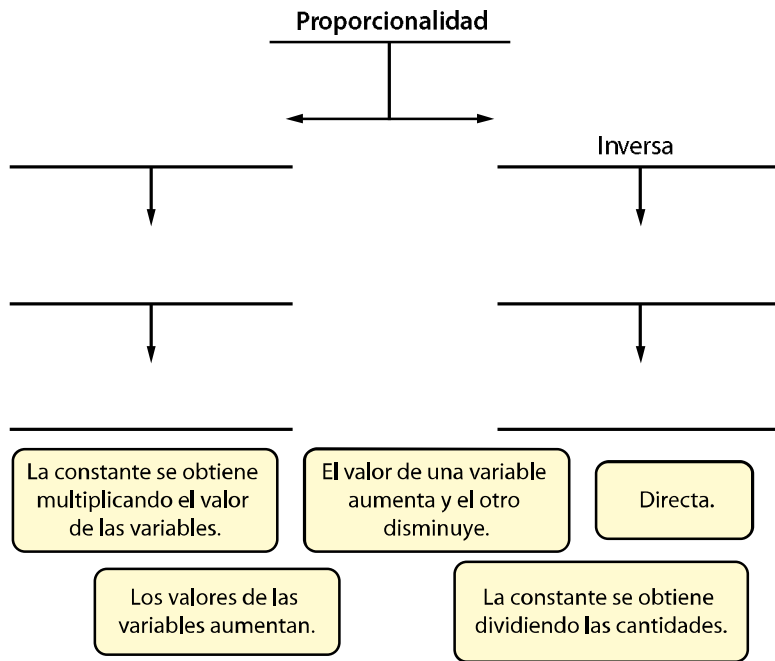 Proporcionalidad
Inversa
La constante se obtiene
multiplicando el valor
de las variables.
El valor de una variable
aumenta y el otro
disminuye.
Directa.
Los valores de las
variables aumentan.
La constante se obtiene
dividiendo las cantidades.